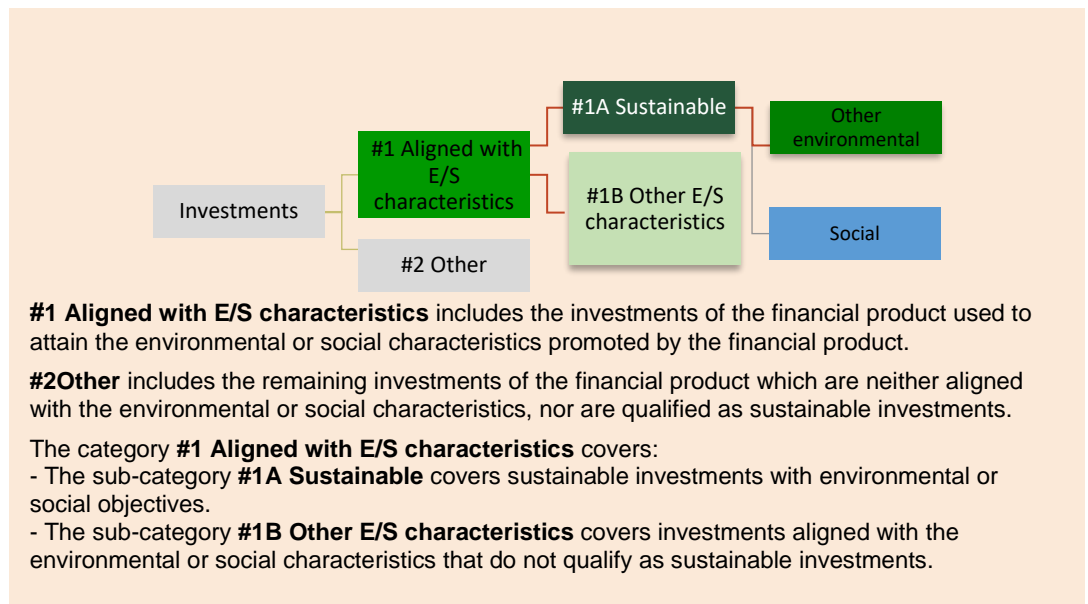 #1A Sustainable
Other
environmental
#1 Aligned with
E/S
characteristics
#1B Other E/S
characteristics
Investments
Social
#2 Other
#1 Aligned with E/S characteristics includes the investments of the financial product used to
attain the environmental or social characteristics promoted by the financial product.
#2Other includes the remaining investments of the financial product which are neither aligned
with the environmental or social characteristics, nor are qualified as sustainable investments.
The category #1 Aligned with E/S characteristics covers:
- The sub-category #1A Sustainable covers sustainable investments with environmental or
social objectives.
- The sub-category #1B Other E/S characteristics covers investments aligned with the
environmental or social characteristics that do not qualify as sustainable investments.